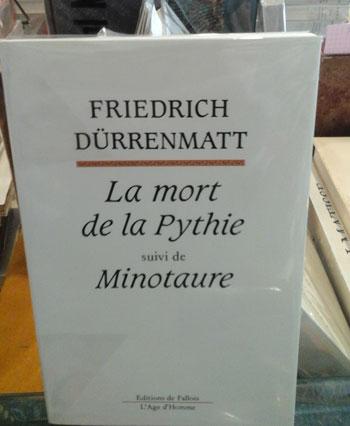 FRIEDRICH
DÜRRENMATT
La mort
de la Pythie
suivi de
Minotaure
Editions de Fallois
L'Age d'Homme